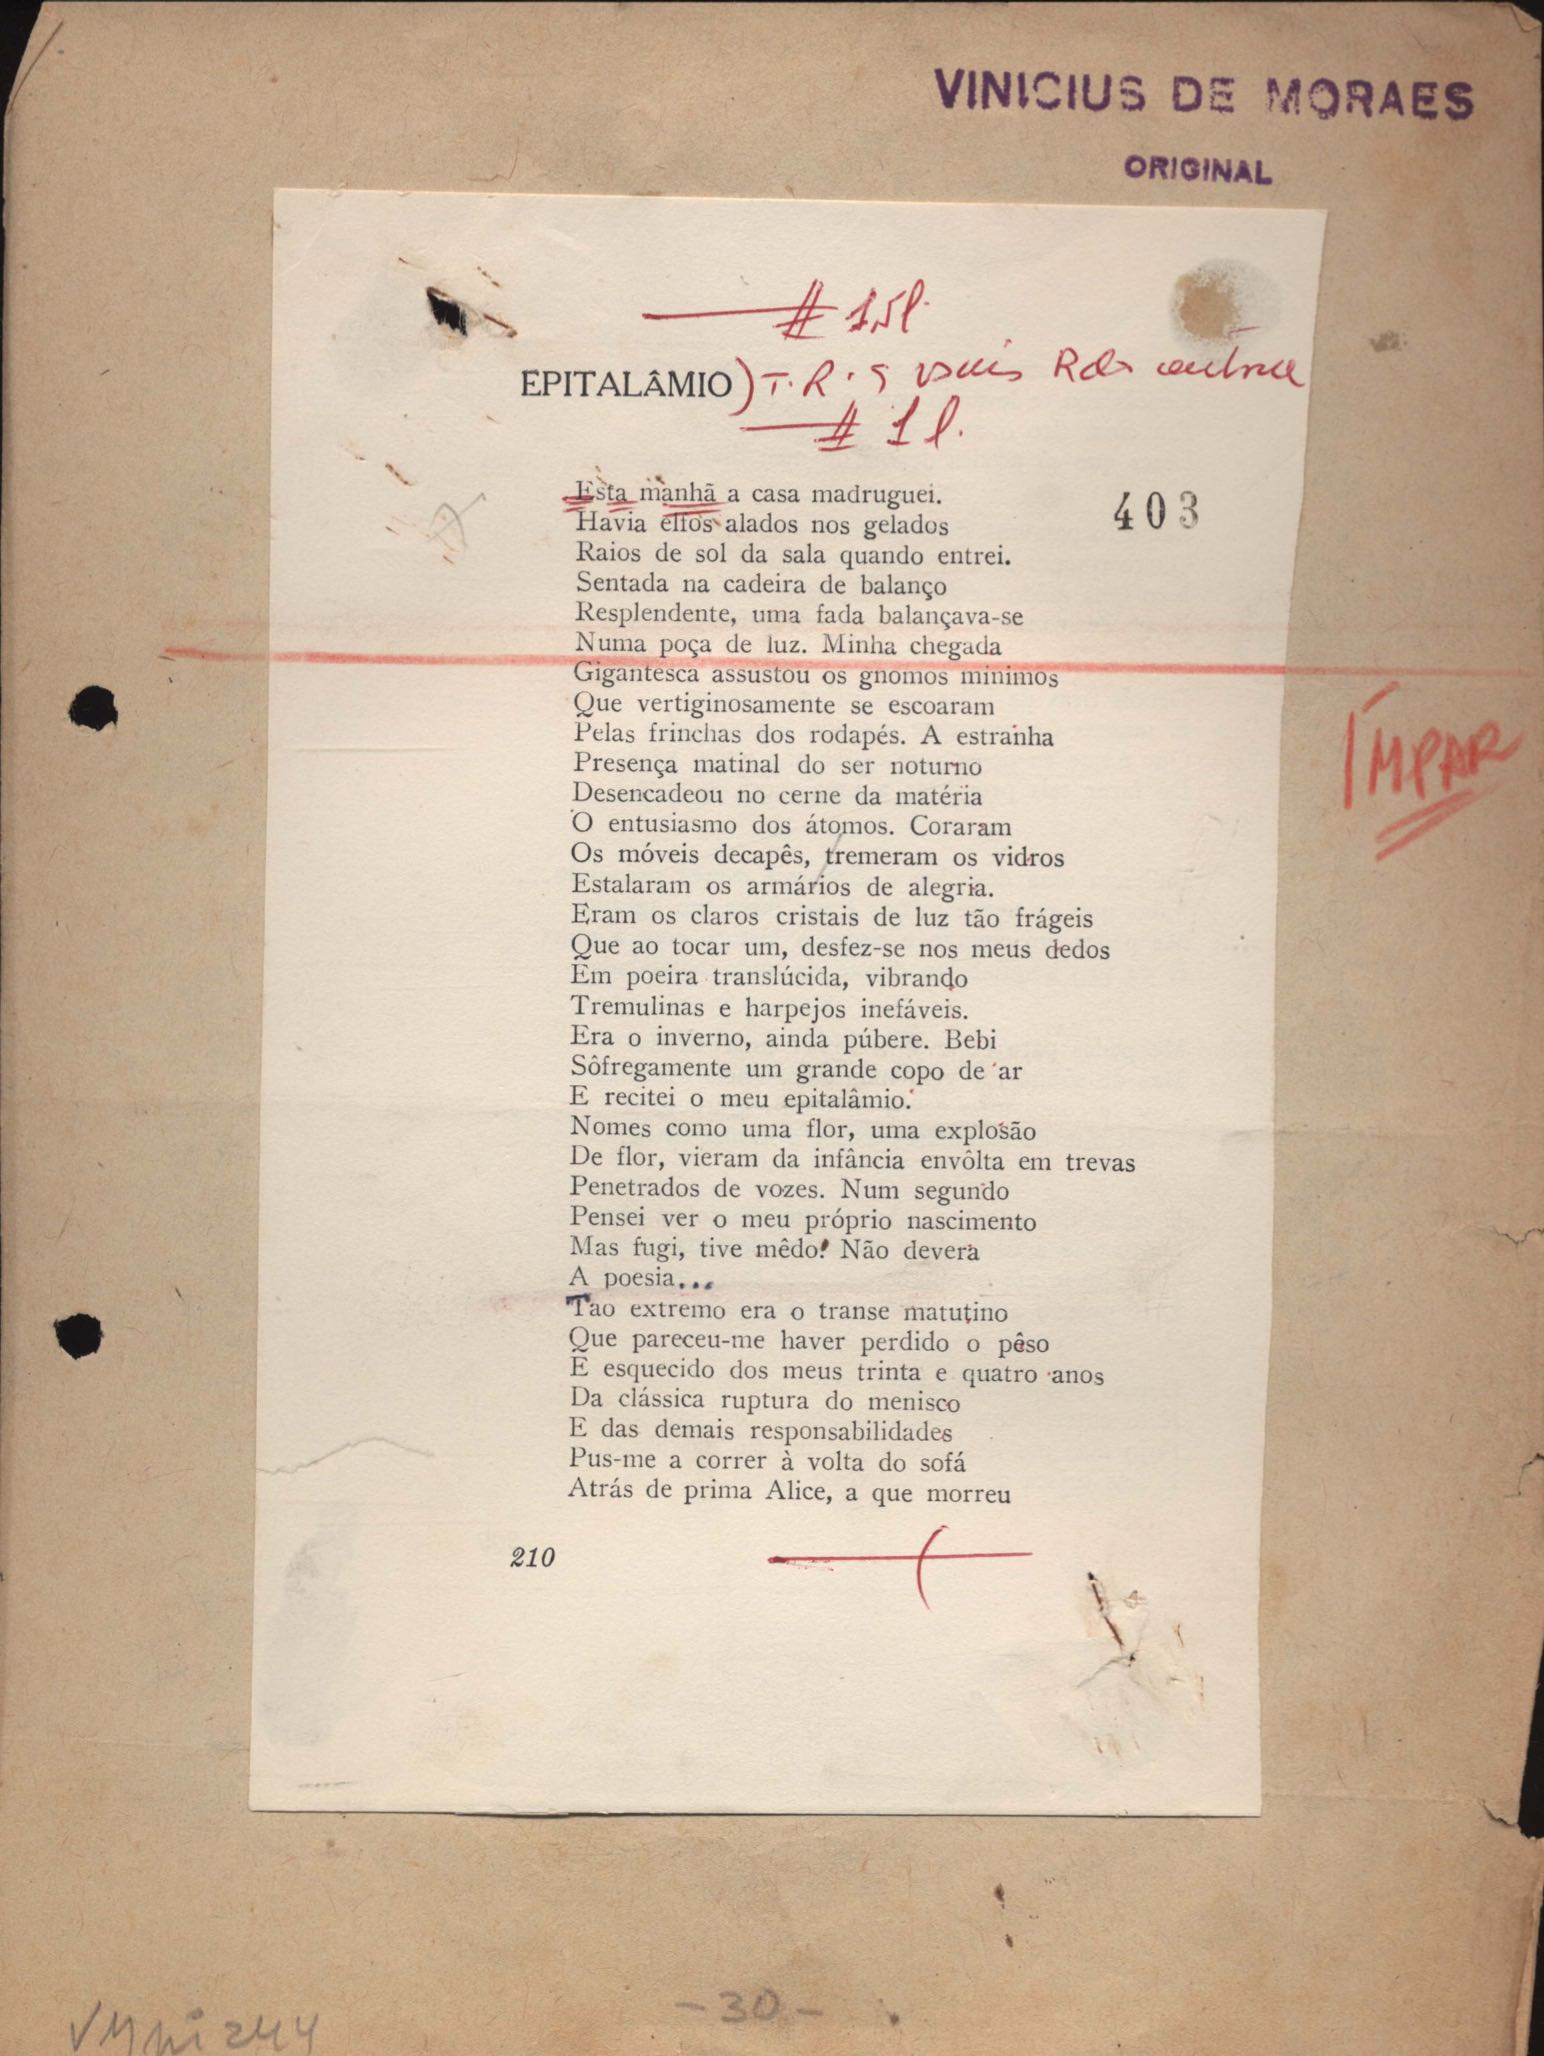 VINICIUS DE MORAES
ORIGINAL
# 15l.
EPITALÂMIO) T.R.
# 1 l.
Esta manhã a casa madruguei.
403
Havia elfos alados nos gelados
Raios de sol da sala quando entrei.
Sentada na cadeira de balanço
Resplendente, uma fada balançava-se
Numa poça de luz. Minha chegada
Gigantesca assustou os gnomos mínimos
Que vertiginosamente se escoaram
Pelas frinchas dos rodapés. A estranha
ÍMPAR
Presença matinal do ser noturno
Desencadeou no cerne da matéria
O entusiasmo dos átomos. Coraram
Os móveis decapês, tremeram os vidros
Estalaram os armários de alegria.
Eram os claros cristais de luz tão frágeis
Que ao tocar um, desfez-se nos meus dedos
Em poeira translúcida, vibrando
Tremulinas e harpejos inefáveis.
Era o inverno, ainda púbere. Bebi
Sôfregamente um grande copo de ar
E recitei o meu epitalâmio.
Nomes como uma flor, uma explosão
De flor, vieram da infância envôlta em trevas
Penetrados de vozes. Num segundo
Pensei ver o meu próprio nascimento
Mas fugi, tive mêdo! Não devera
A poesia...
Tao extremo era o transe matutino
Que pareceu-me haver perdido o pêso
E esquecido dos meus trinta e quatro anos
Da clássica ruptura do menisco
E das demais responsabilidades
Pus-me a correr à volta do sofá
Atrás de prima Alice, a que morreu
210
-30-